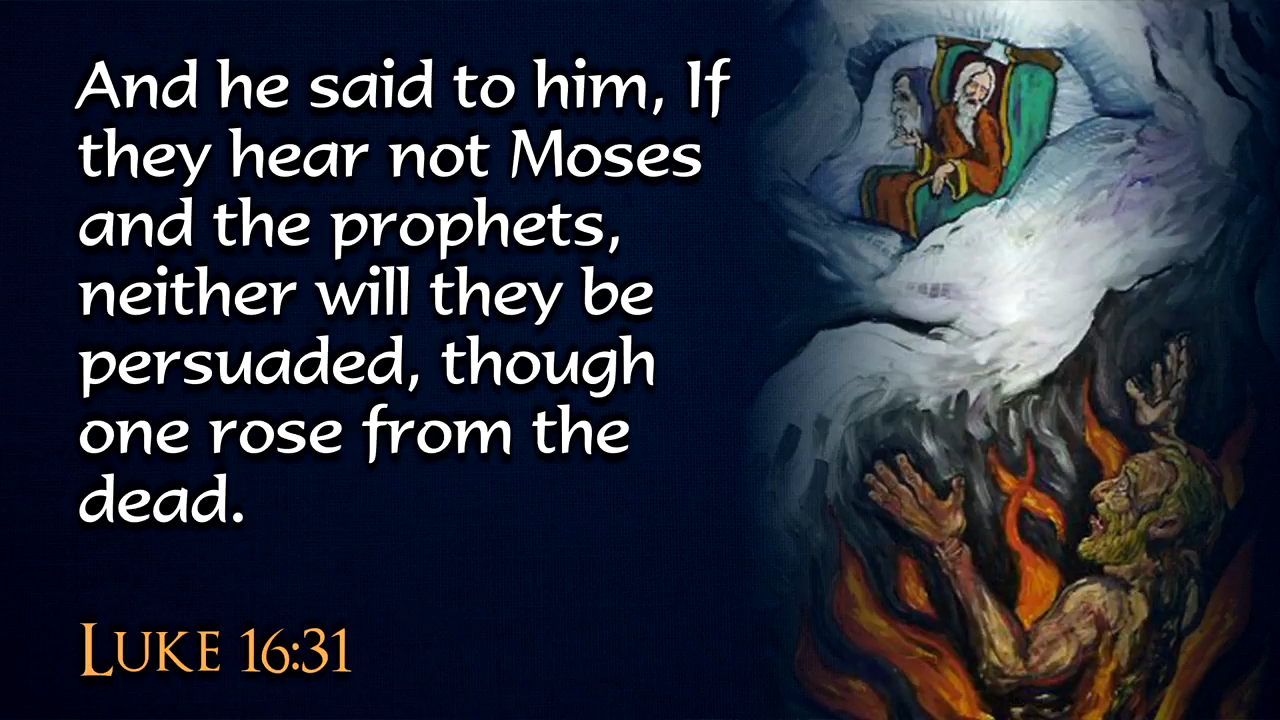 And he said to him, If
they hear not Moses
and the prophets,
neither will they be
persuaded, though
one rose from the
dead.
Luke 16:31